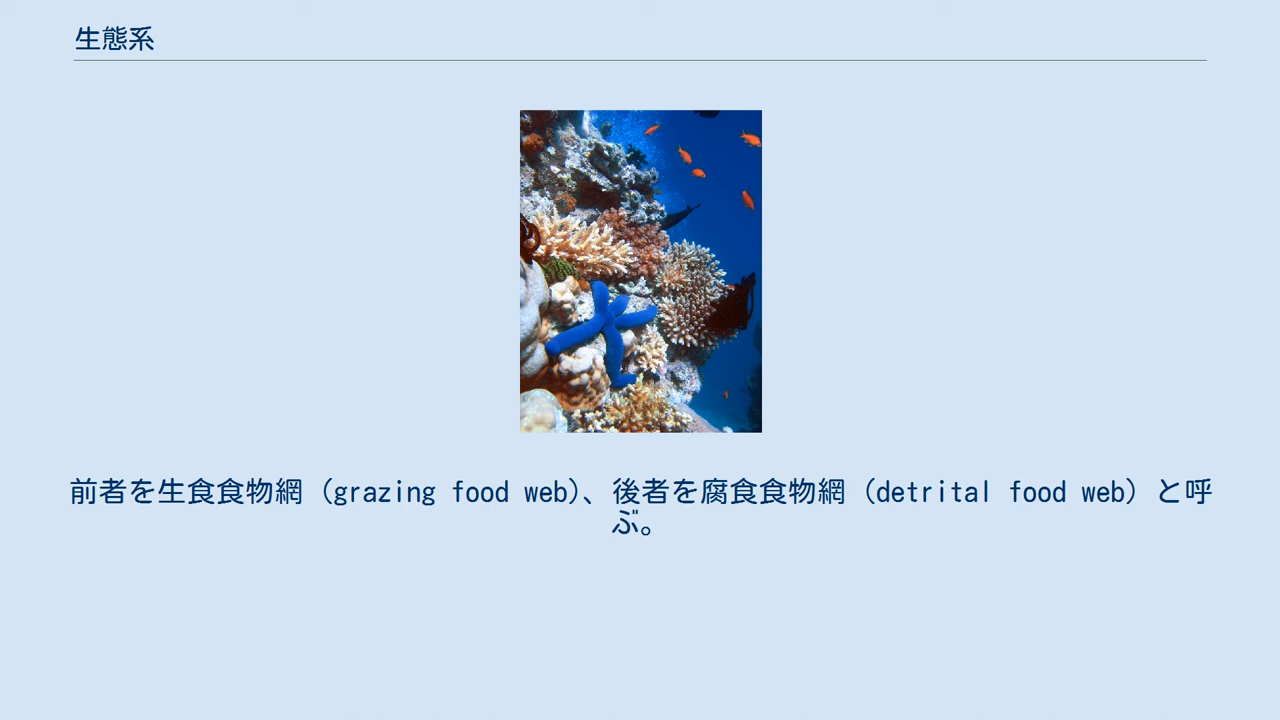 生態系
前者を生食食物網（grazing food web)、後者を腐食食物網（detrital food web）と呼
ぶ。